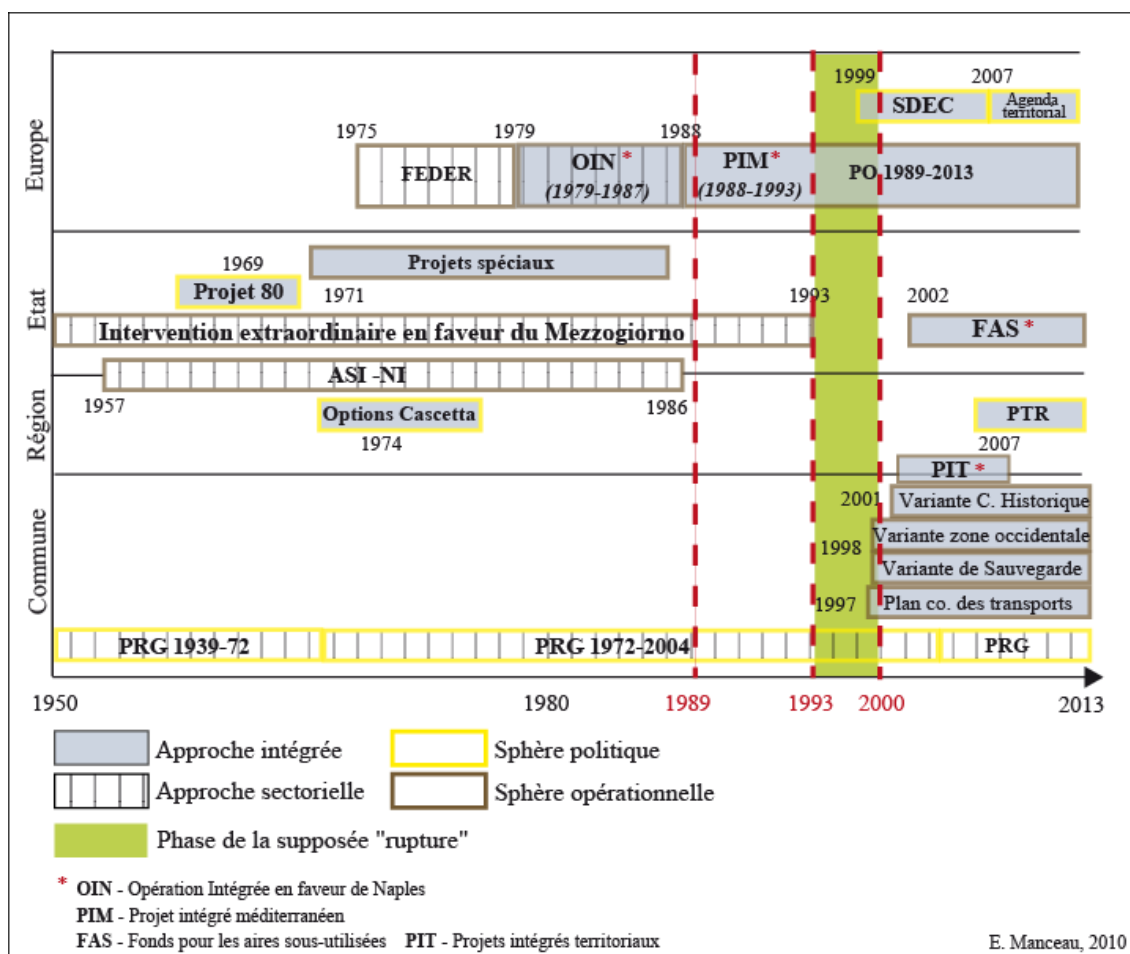 Europe
1999 2007
SDEC Agenda territorial
1975 1979 1988
FEDER OIN * PIM * PO 1989-2013
(1979-1987) (1988-1993)
Etat
Projets spéciaux
1969
Projet 80
1971 1993 2002
Intervention extraordinaire en faveur du Mezzogiorno FAS *
ASI -NI
Région
1957 1986
Options Cascetta PTR
1974 2007
PIT *
Commune
2001 Variante C. Historique
Variante zone occidentale
1998
Variante de Sauvegarde
1997 Plan co. des transports
PRG 1939-72 PRG 1972-2004 PRG
1950 1980 1989 1993 2000 2013
Approche intégrée Sphère politique
Approche sectorielle Sphère opérationnelle
Phase de la supposée "rupture"
* OIN - Opération Intégrée en faveur de Naples
PIM - Projet intégré méditerranéen
FAS - Fonds pour les aires sous-utilisées PIT - Projets intégrés territoriaux
E. Manceau, 2010